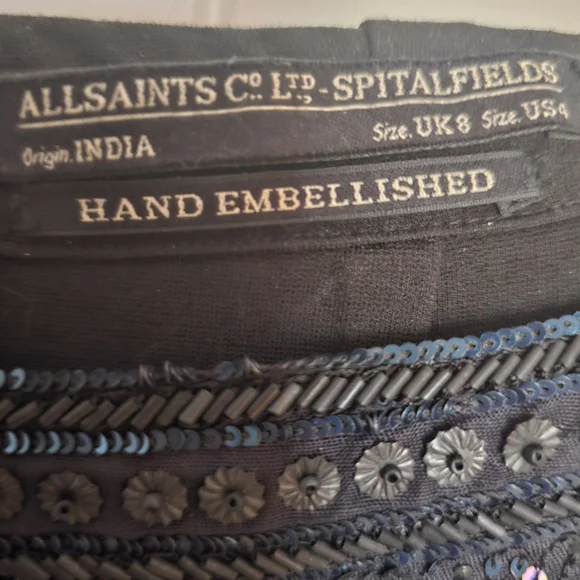 ALLSAINTS Cº. LTD. - SPITALFIELDS
Origin. INDIA Size. UK 8 Size. US 4
HAND EMBELLISHED